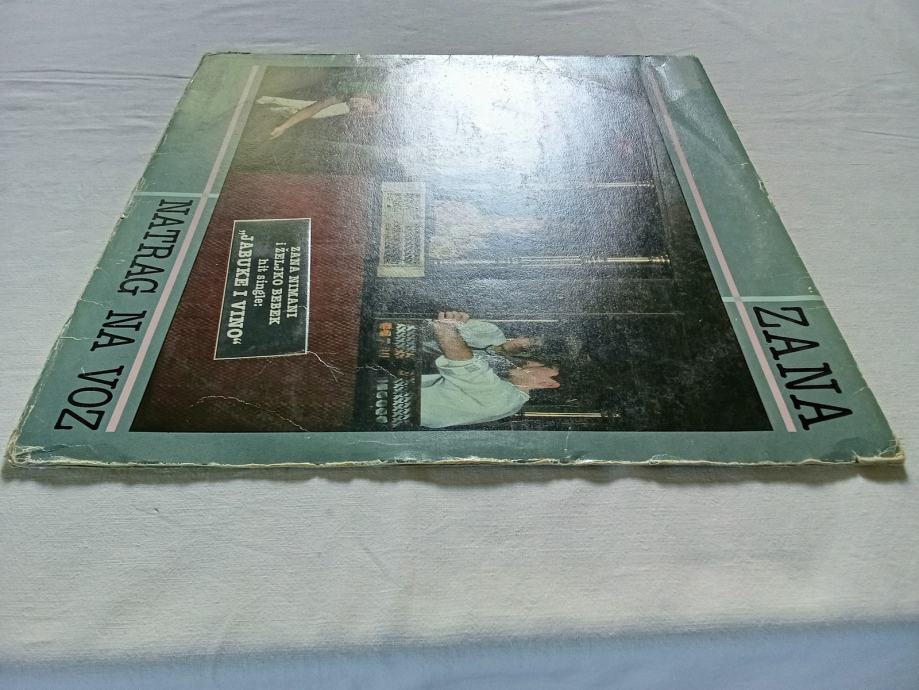 ZANA
ZANA NIMANI
i ŽELJKO BEBEK
hit single:
„JABUKE I VINO“
NATRAG NA VOZ